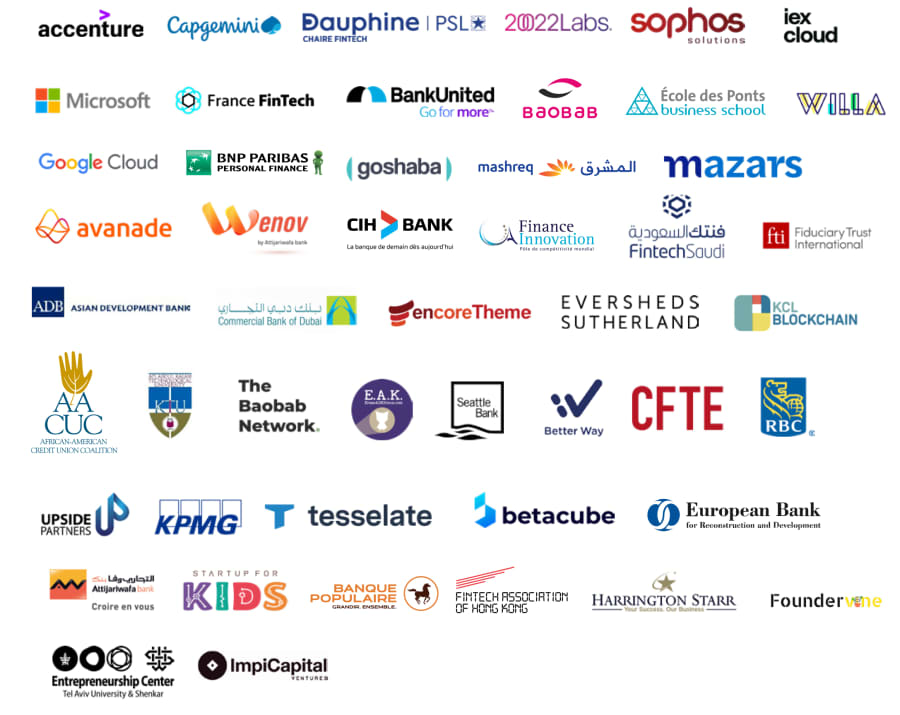 accenture
Capgemini
Dauphine | PSL
CHAIRE FINTECH
2022Labs.
sophos
solutions
iex
cloud
Microsoft
France FinTech
BankUnited
Go for more
BAOBAB
École des Ponts
business school
WILLA
Google Cloud
BNP PARIBAS
PERSONAL FINANCE
goshaba
mashreq المشرق
mazars
avanade
Wenov
by Attijariwafa bank
CIH BANK
La banque de demain dès aujourd'hui
Finance
Innovation
Pôle de compétitivité mondial
فنتك السعودية
FintechSaudi
fti
Fiduciary Trust
International
ADB
ASIAN DEVELOPMENT BANK
بنك دبي التجاري
Commercial Bank of Dubai
encoreTheme
EVERSHEDS
SUTHERLAND
KCL
BLOCKCHAIN
AA
CUC
AFRICAN-AMERICAN
CREDIT UNION COALITION
KTU
The
Baobab
Network.
E.A.K.
Seattle
Bank
Better Way
CFTE
RBC
UPSIDE
PARTNERS
KPMG
tesselate
betacube
European Bank
for Reconstruction and Development
التجاري وفا بنك
Attijariwafa bank
Croire en vous
STARTUP FOR
KIDS
BANQUE
POPULAIRE
GRANDIR. ENSEMBLE.
FINTECH ASSOCIATION
OF HONG KONG
HARRINGTON STARR
Your Success. Our Business
Foundervine
Entrepreneurship Center
Tel Aviv University & Shenkar
ImpiCapital
VENTURES